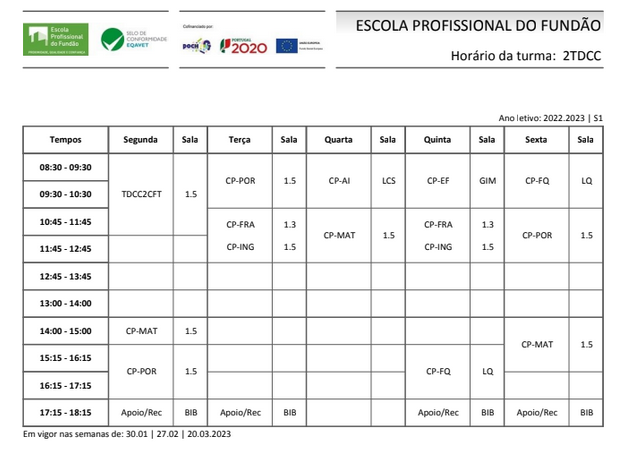 Escola
Profissional
do Fundão
SELO DE
CONFORMIDADE
EQAVET
Cofinanciado por:
POCH
PORTUGAL
2020
UNIÃO EUROPEIA
Fundo Social Europeu
ESCOLA PROFISSIONAL DO FUNDÃO
Horário da turma: 2TDCC
Ano letivo: 2022.2023 | S1
Tempos Segunda Sala Terça Sala Quarta Sala Quinta Sala Sexta Sala
08:30 - 09:30
CP-POR 1.5 CP-AI LCS CP-EF GIM CP-FQ LQ
09:30 - 10:30 TDCC2CFT 1.5
10:45 - 11:45 CP-FRA 1.3 CP-FRA 1.3
CP-MAT 1.5 CP-POR 1.5
11:45 - 12:45 CP-ING 1.5 CP-ING 1.5
12:45 - 13:45
13:00 - 14:00
14:00 - 15:00 CP-MAT 1.5
CP-MAT 1.5
15:15 - 16:15
CP-POR 1.5 CP-FQ LQ
16:15 - 17:15
17:15 - 18:15 Apoio/Rec BIB Apoio/Rec BIB Apoio/Rec BIB Apoio/Rec BIB
Em vigor nas semanas de: 30.01 | 27.02 | 20.03.2023